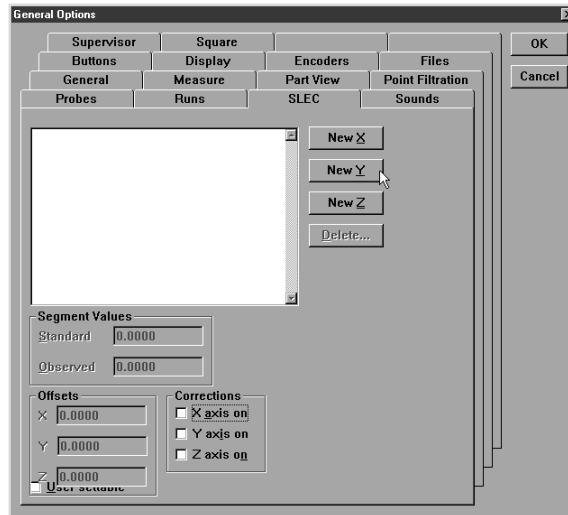 General Options
Supervisor Square
Buttons Display Encoders Files
General Measure Part View Point Filtration
Probes Runs SLEC Sounds
OK
Cancel
New X
New Y
New Z
Delete...
Segment Values
Standard 0.0000
Observed 0.0000
Offsets
X 0.0000
Y 0.0000
Z 0.0000
User settable
Corrections
X axis on
Y axis on
Z axis on